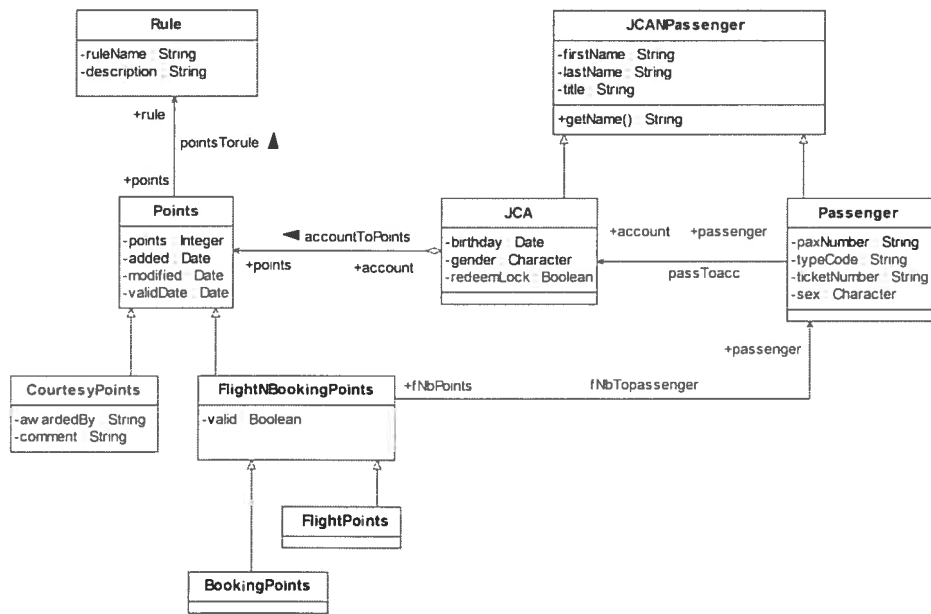 Rule
-ruleName : String
-description : String
+rule
pointsTorule
+points
Points
-points : Integer
-added : Date
-modified : Date
-validDate : Date
JCANPassenger
-firstName : String
-lastName : String
-title : String
+getName() : String
accountToPoints
+points
+account
JCA
-birthday : Date
-gender : Character
-redeemLock : Boolean
+account
+passenger
passToacc
Passenger
-paxNumber : String
-typeCode : String
-ticketNumber : String
-sex : Character
+passenger
CourtesyPoints
-awardedBy : String
-comment : String
FlightNBookingPoints
-valid : Boolean
+fNbPoints
fNbTopassenger
FlightPoints
BookingPoints